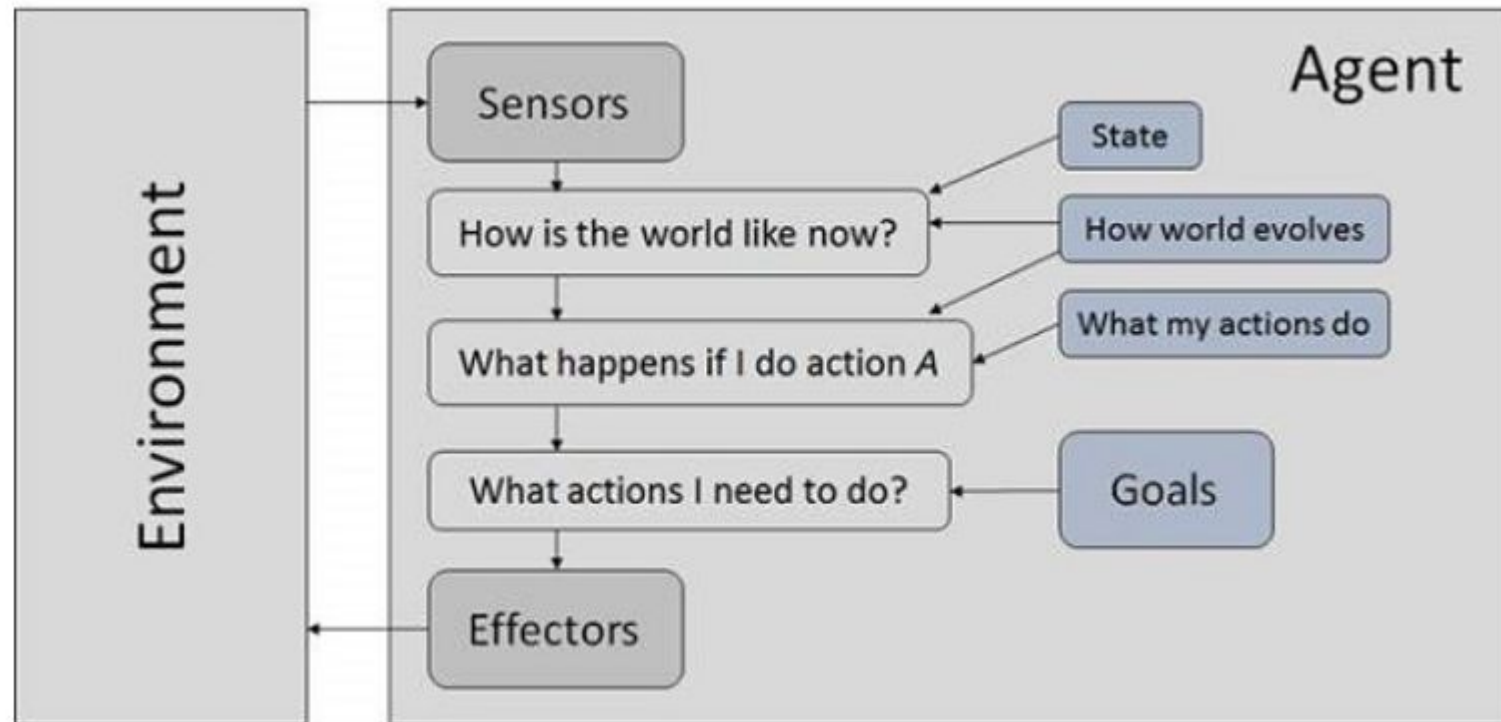 Environment
Agent
Sensors
State
How is the world like now?
How world evolves
What my actions do
What happens if I do action A
What actions I need to do?
Goals
Effectors